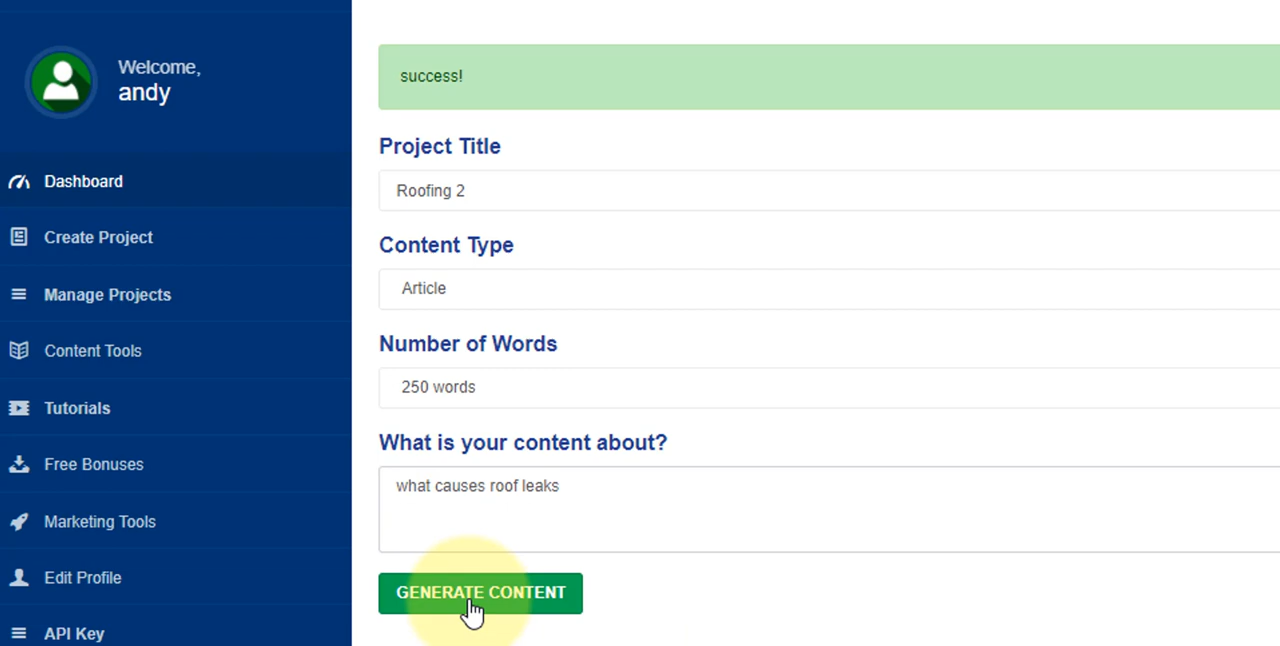 Welcome,
andy
Dashboard
Create Project
Manage Projects
Content Tools
Tutorials
Free Bonuses
Marketing Tools
Edit Profile
API Key
success!
Project Title
Roofing 2
Content Type
Article
Number of Words
250 words
What is your content about?
what causes roof leaks
GENERATE CONTENT